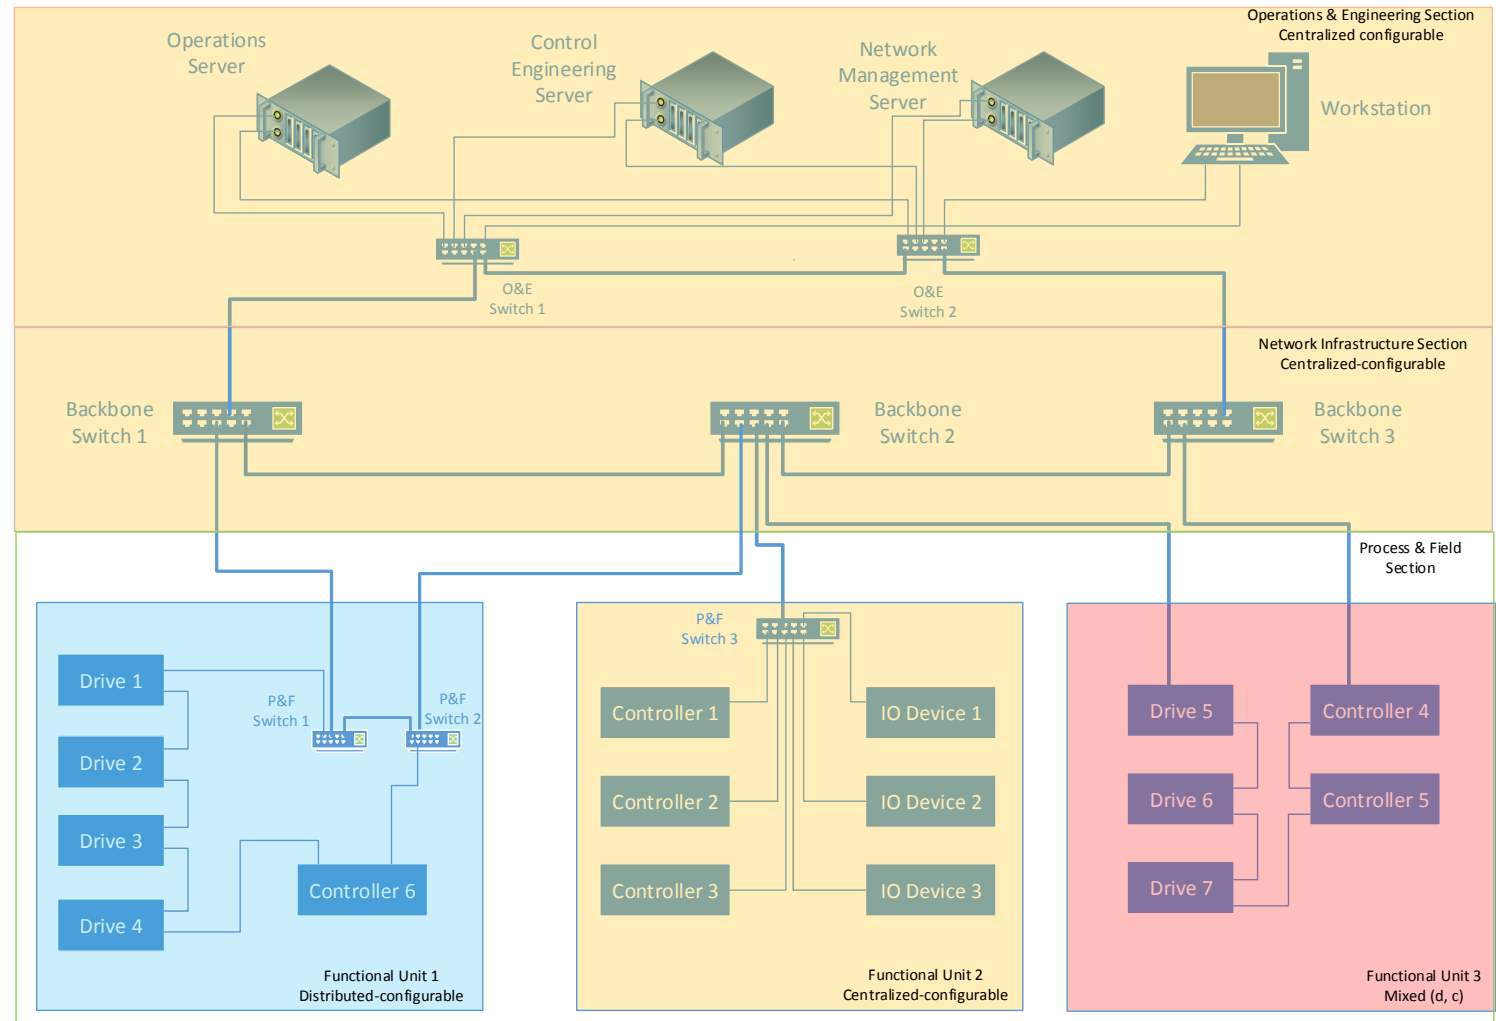 Operations & Engineering Section
Centralized configurable
Operations
Server
Control
Engineering
Server
Network
Management
Server
Workstation
O&E
Switch 1
O&E
Switch 2
Network Infrastructure Section
Centralized-configurable
Backbone
Switch 1
Backbone
Switch 2
Backbone
Switch 3
Process & Field
Section
Drive 1
Drive 2
Drive 3
Drive 4
P&F
Switch 1
P&F
Switch 2
Controller 6
Functional Unit 1
Distributed-configurable
P&F
Switch 3
Controller 1
Controller 2
Controller 3
IO Device 1
IO Device 2
IO Device 3
Functional Unit 2
Centralized-configurable
Drive 5
Drive 6
Drive 7
Controller 4
Controller 5
Functional Unit 3
Mixed (d, c)